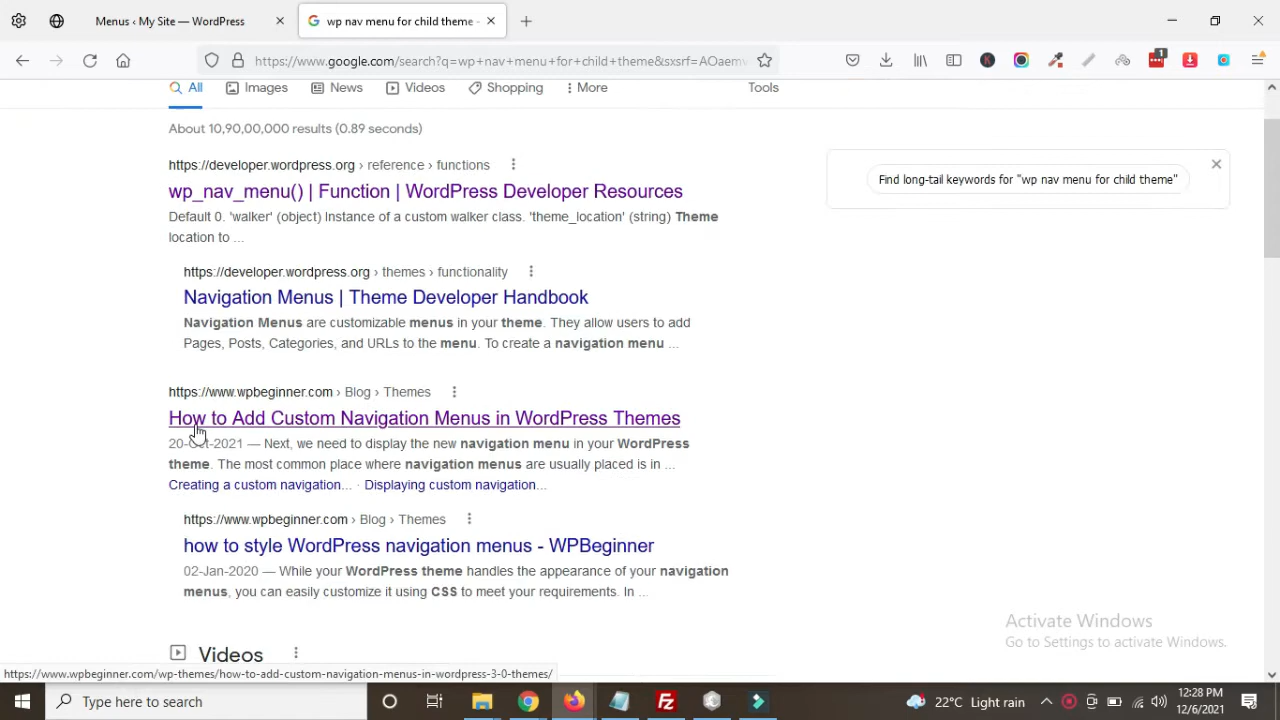 Menus ‹ My Site — WordPress
wp nav menu for child theme -
https://www.google.com/search?q=wp+nav+menu+for+child+theme&sxsrf=AOaemv
1
All
Images
News
Videos
Shopping
More
Tools
About 10,90,00,000 results (0.89 seconds)
https://developer.wordpress.org › reference › functions
wp_nav_menu() | Function | WordPress Developer Resources
Default 0. 'walker' (object) Instance of a custom walker class. 'theme_location' (string) Theme
location to ...
https://developer.wordpress.org › themes › functionality
Navigation Menus | Theme Developer Handbook
Navigation Menus are customizable menus in your theme. They allow users to add
Pages, Posts, Categories, and URLs to the menu. To create a navigation menu ...
https://www.wpbeginner.com › Blog › Themes
How to Add Custom Navigation Menus in WordPress Themes
20-Oct-2021 — Next, we need to display the new navigation menu in your WordPress
theme. The most common place where navigation menus are usually placed is in ...
Creating a custom navigation... · Displaying custom navigation...
https://www.wpbeginner.com › Blog › Themes
how to style WordPress navigation menus - WPBeginner
02-Jan-2020 — While your WordPress theme handles the appearance of your navigation
menus, you can easily customize it using CSS to meet your requirements. In ...
Videos
Find long-tail keywords for "wp nav menu for child theme"
Activate Windows
Go to Settings to activate Windows.
https://www.wpbeginner.com/wp-themes/how-to-add-custom-navigation-menus-in-wordpress-3-0-themes/
Type here to search
22°C Light rain
12:28 PM
12/6/2021